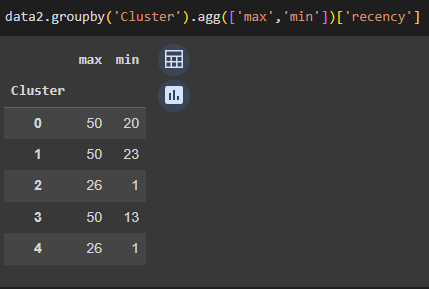 data2.groupby('Cluster').agg(['max','min'])['recency']
max min
Cluster
0 50 20
1 50 23
2 26 1
3 50 13
4 26 1